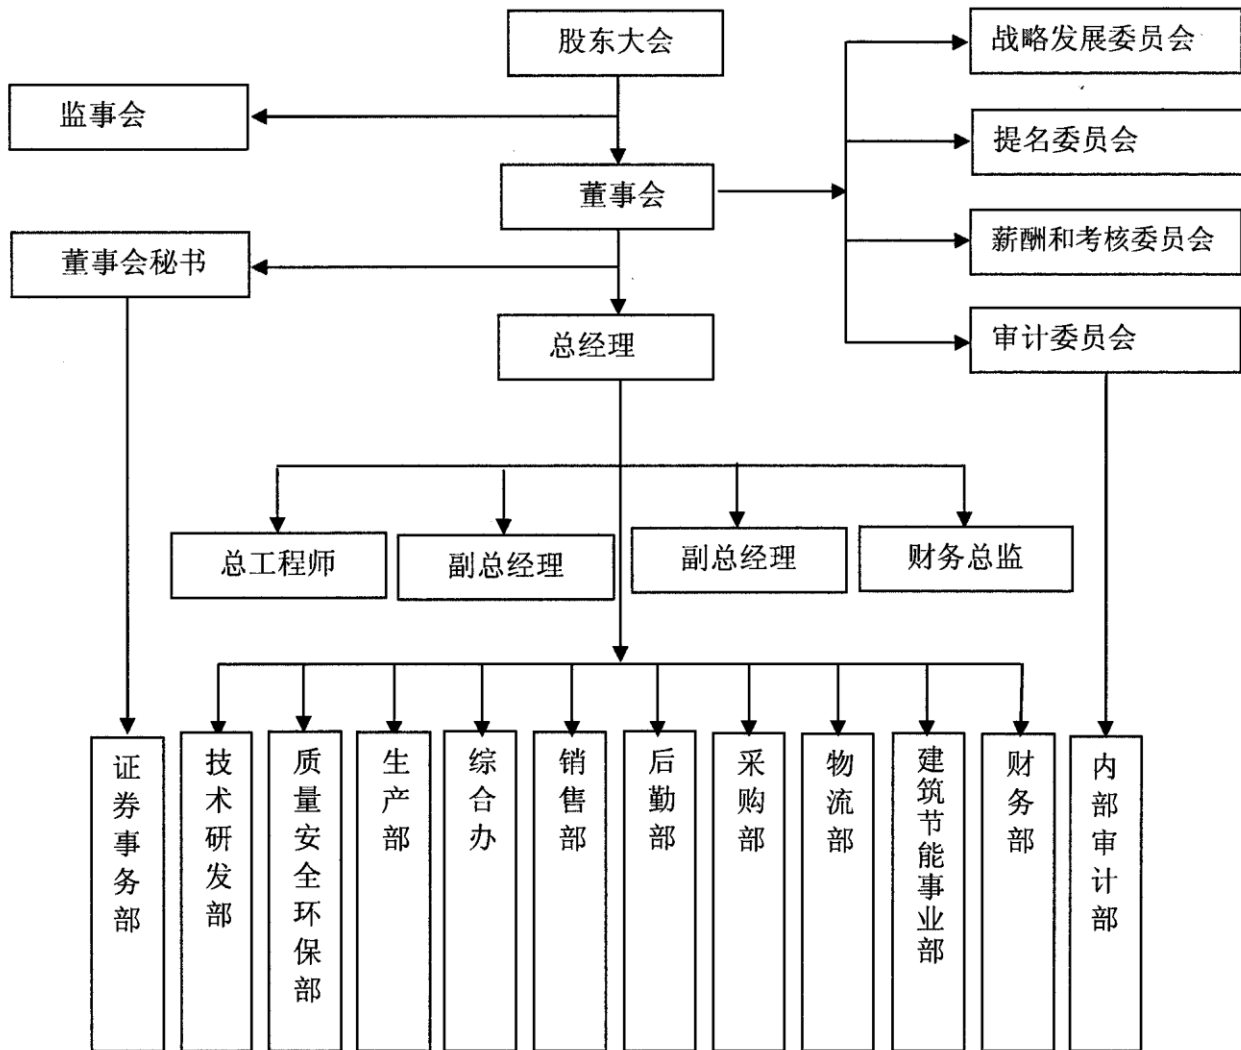 股东大会
战略发展委员会
监事会
提名委员会
董事会
薪酬和考核委员会
董事会秘书
总经理
审计委员会
总工程师
副总经理
副总经理
财务总监
证券事务部
技术研发部
质量安全环保部
生产部
综合办
销售部
后勤部
采购部
物流部
建筑节能事业部
财务部
内部审计部